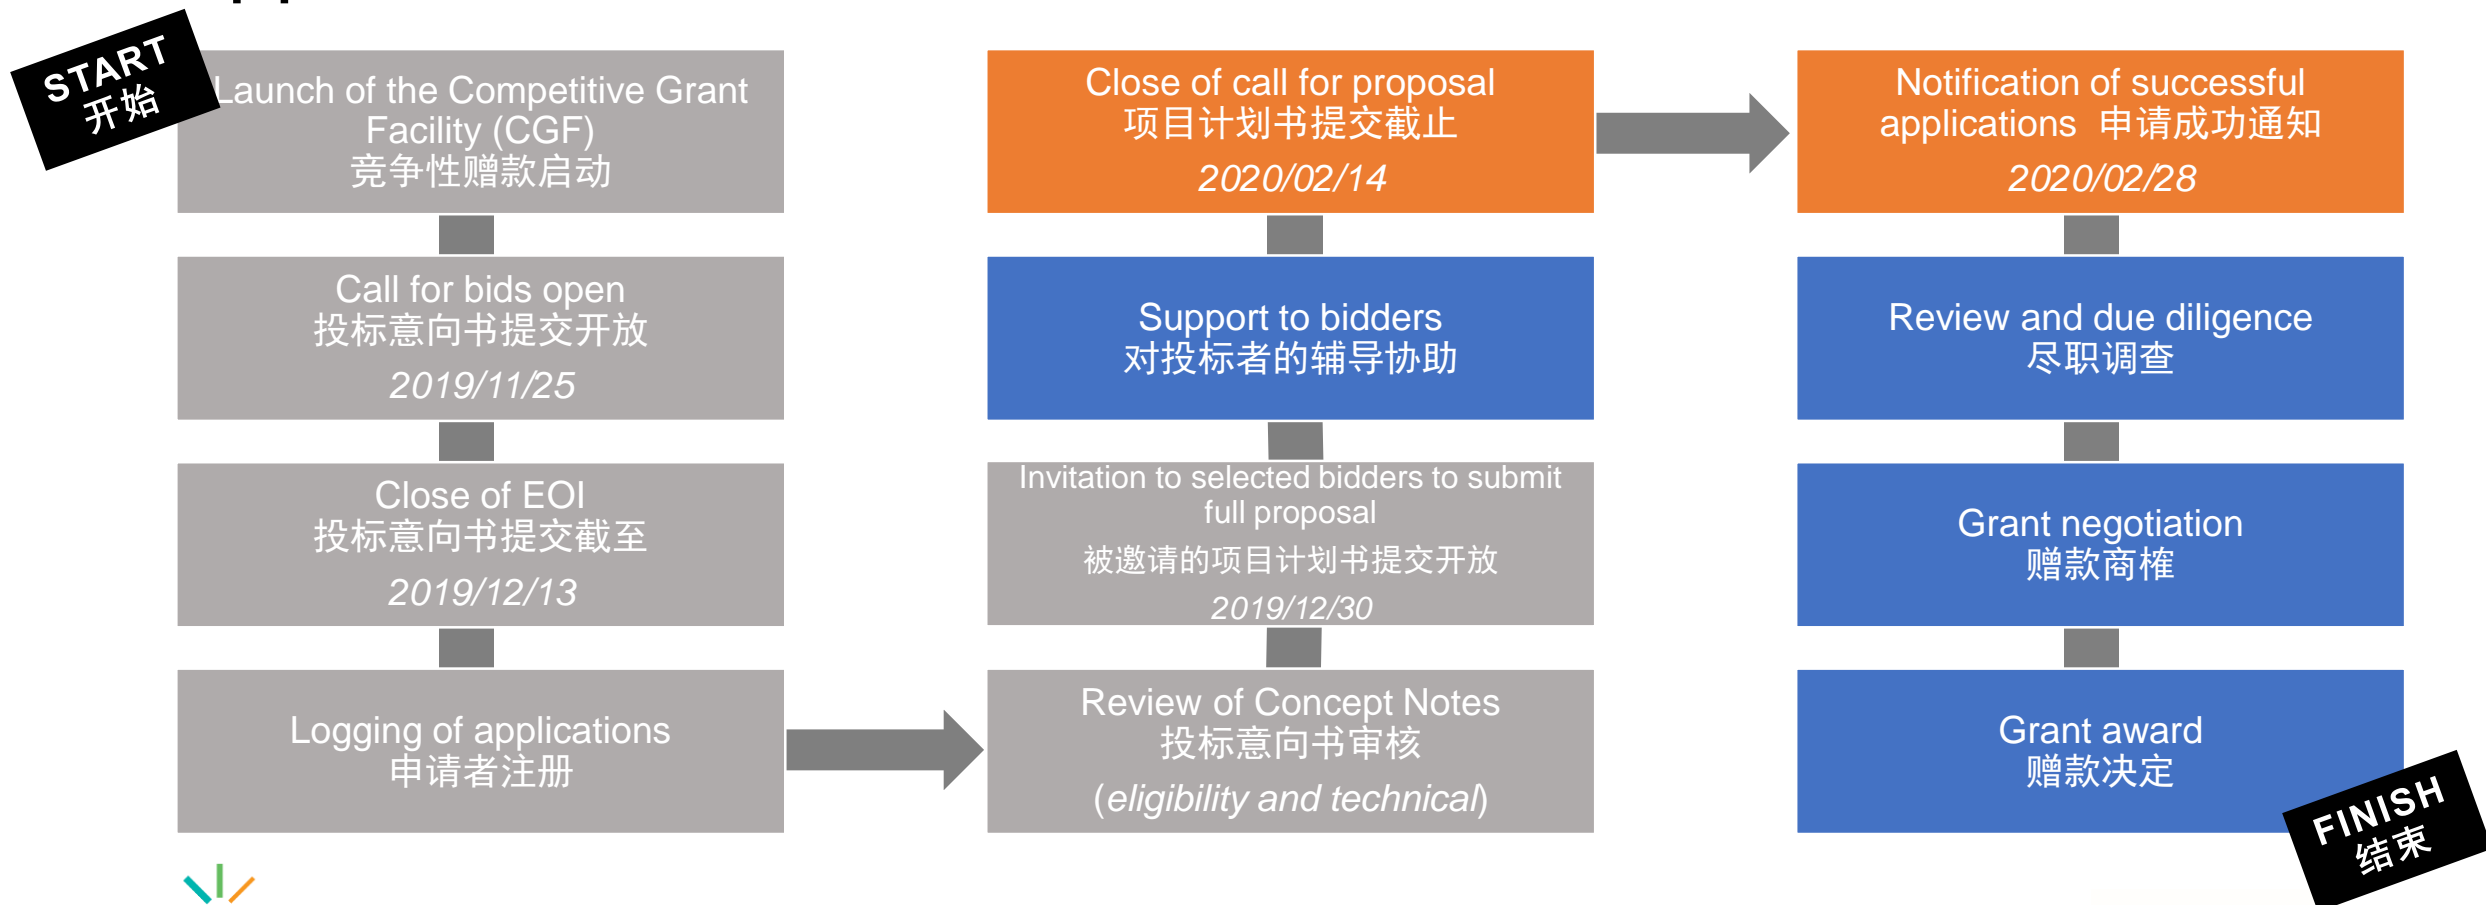 START
开始
Launch of the Competitive Grant
Facility (CGF)
竞争性赠款启动
Call for bids open
投标意向书提交开放
2019/11/25
Close of EOI
投标意向书提交截至
2019/12/13
Logging of applications
申请者注册
Close of call for proposal
项目计划书提交截止
2020/02/14
Support to bidders
对投标者的辅导协助
Invitation to selected bidders to submit
full proposal
被邀请的项目计划书提交开放
2019/12/30
Review of Concept Notes
投标意向书审核
(eligibility and technical)
Notification of successful
applications 申请成功通知
2020/02/28
Review and due diligence
尽职调查
Grant negotiation
赠款商榷
Grant award
赠款决定
FINISH
结束